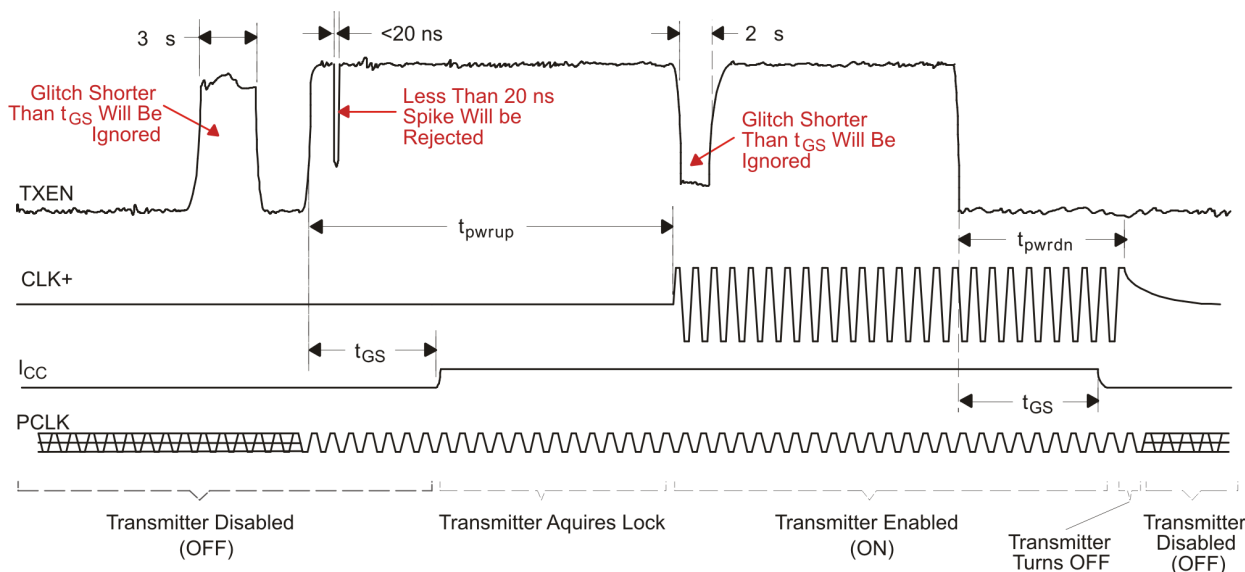 3 s
<20 ns
2 s
Glitch Shorter
Than tGS Will Be
Ignored
Less Than 20 ns
Spike Will be
Rejected
Glitch Shorter
Than tGS Will Be
Ignored
TXEN
tpwrup
tpwrdn
CLK+
tGS
ICC
tGS
PCLK
Transmitter Disabled
(OFF)
Transmitter Aquires Lock
Transmitter Enabled
(ON)
Transmitter
Turns OFF
Transmitter
Disabled
(OFF)